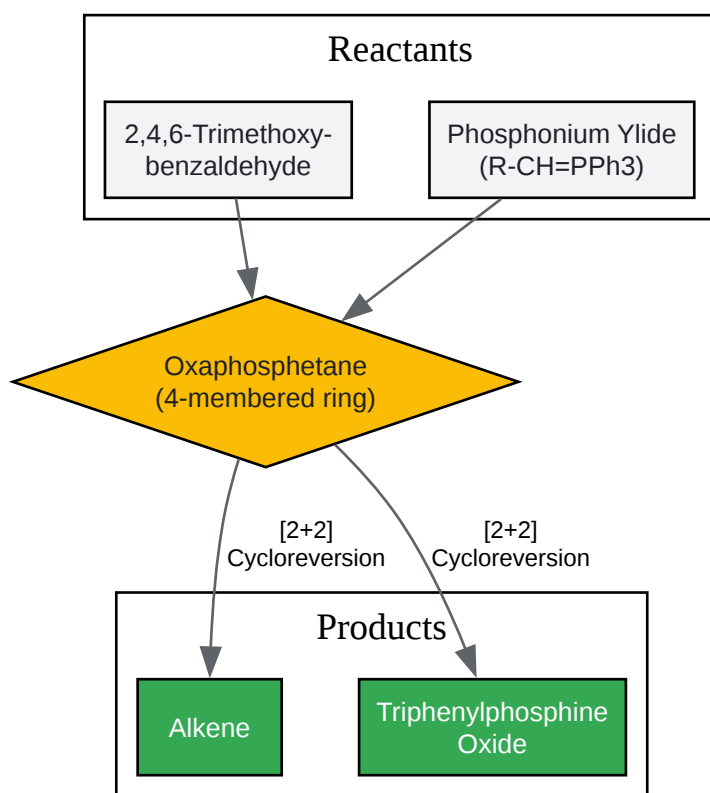 Reactants
2,4,6-Trimethoxy-
benzaldehyde
Phosphonium Ylide
(R-CH=PPh3)
Oxaphosphetane
(4-membered ring)
[2+2]
Cycloreversion
[2+2]
Cycloreversion
Products
Alkene
Triphenylphosphine
Oxide